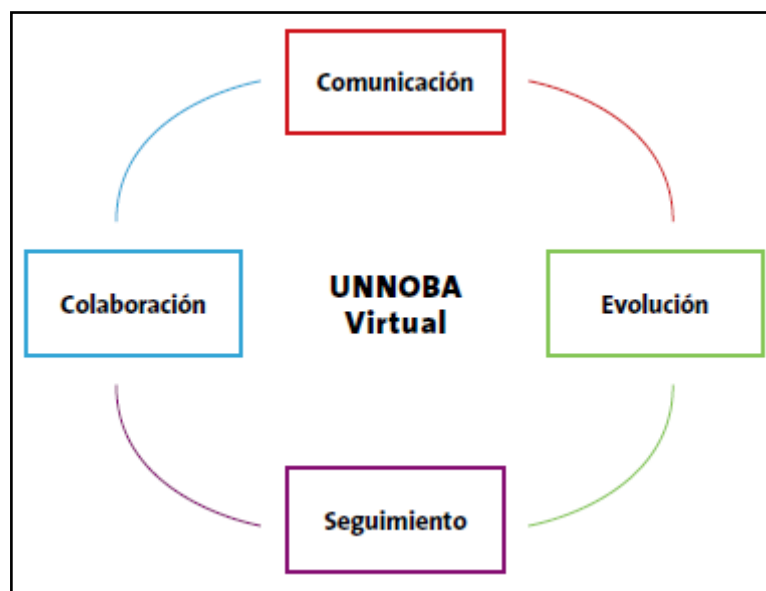 Comunicación
Colaboración
UNNOBA
Virtual
Evolución
Seguimiento